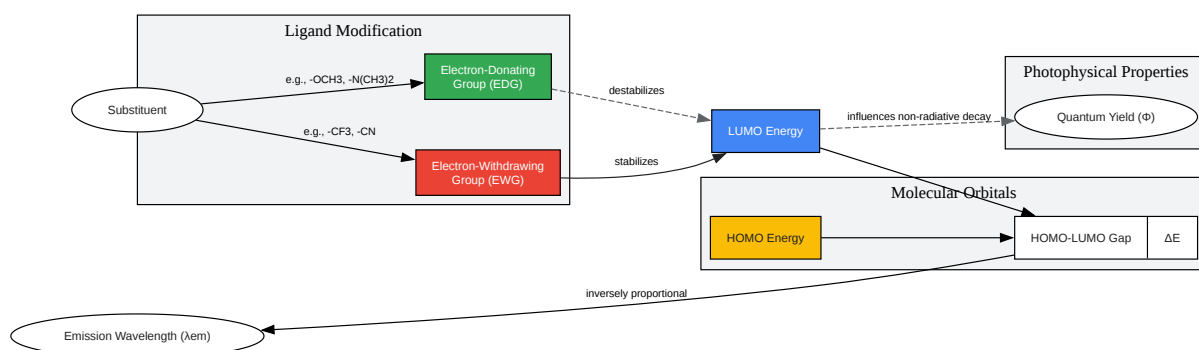 Ligand Modification
Substituent
e.g., -OCH3, -N(CH3)2
Electron-Donating
Group (EDG)
e.g., -CF3, -CN
Electron-Withdrawing
Group (EWG)
destabilizes
stabilizes
LUMO Energy
influences non-radiative decay
Photophysical Properties
Quantum Yield (Φ)
Molecular Orbitals
HOMO Energy
HOMO-LUMO Gap
ΔE
inversely proportional
Emission Wavelength (λem)